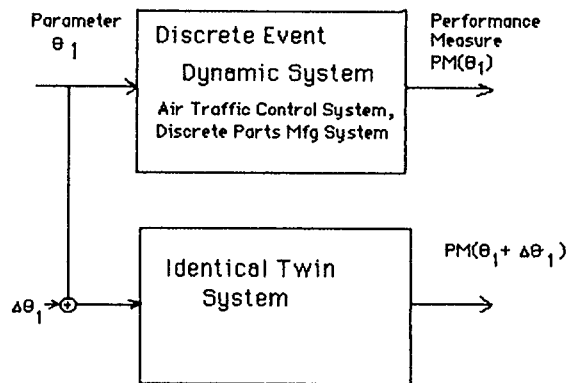 Parameter
θ1
Discrete Event
Dynamic System
Air Traffic Control System,
Discrete Parts Mfg System
Performance
Measure
PM(θ1)
Δθ1
+
Identical Twin
System
PM(θ1+ Δθ1)